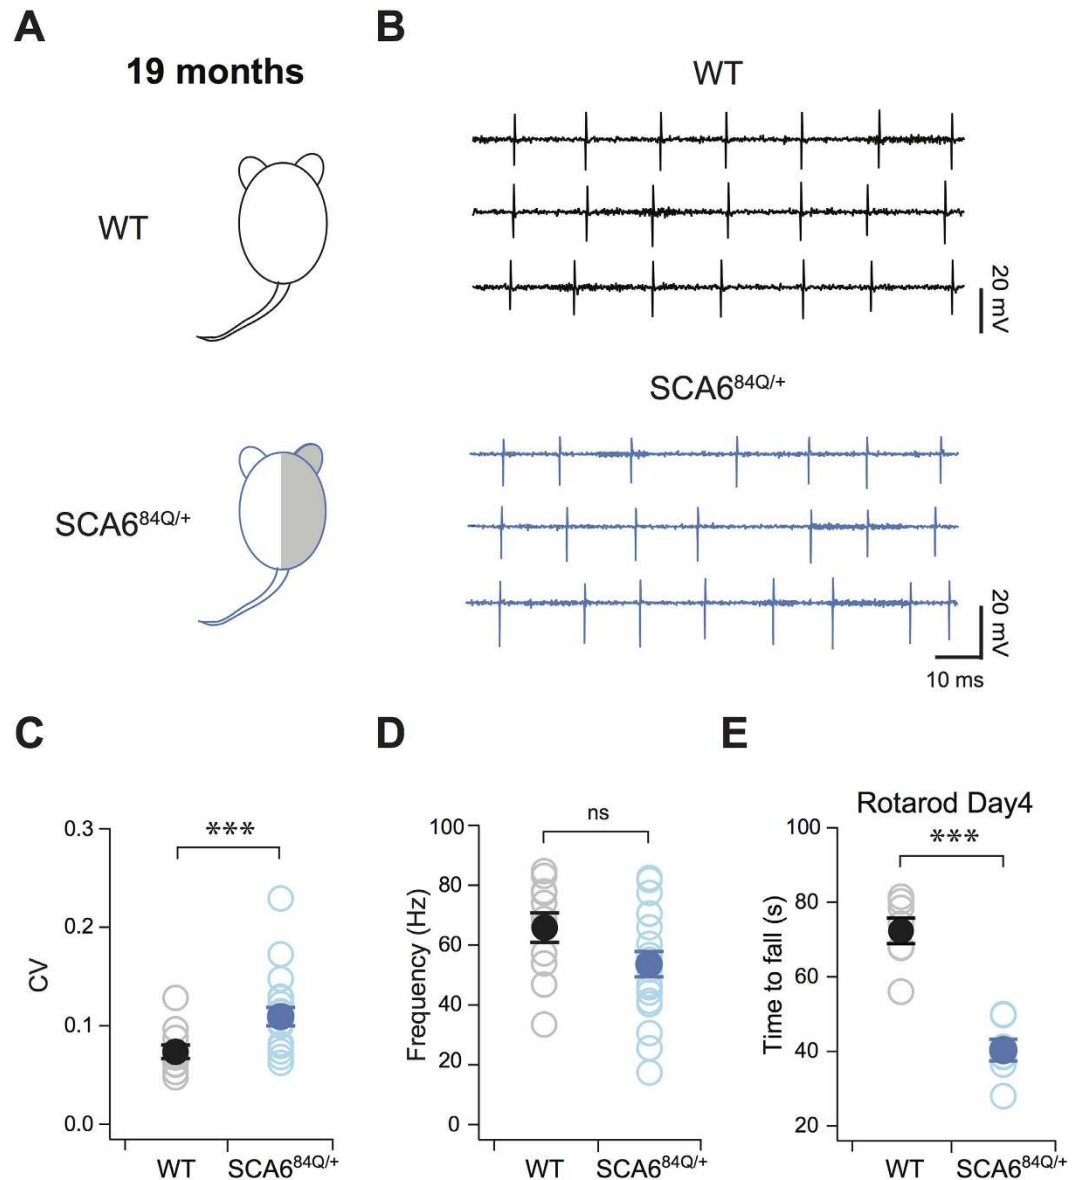 A
B
19 months
WT
WT
20 mV
SCA6^84Q/+
SCA6^84Q/+
20 mV
10 ms
C
D
E
Rotarod Day4
0.3
0.2
0.1
0.0
CV
***
WT
SCA6^84Q/+
100
80
60
40
20
0
Frequency (Hz)
ns
WT
SCA6^84Q/+
100
80
60
40
20
Time to fall (s)
***
WT
SCA6^84Q/+